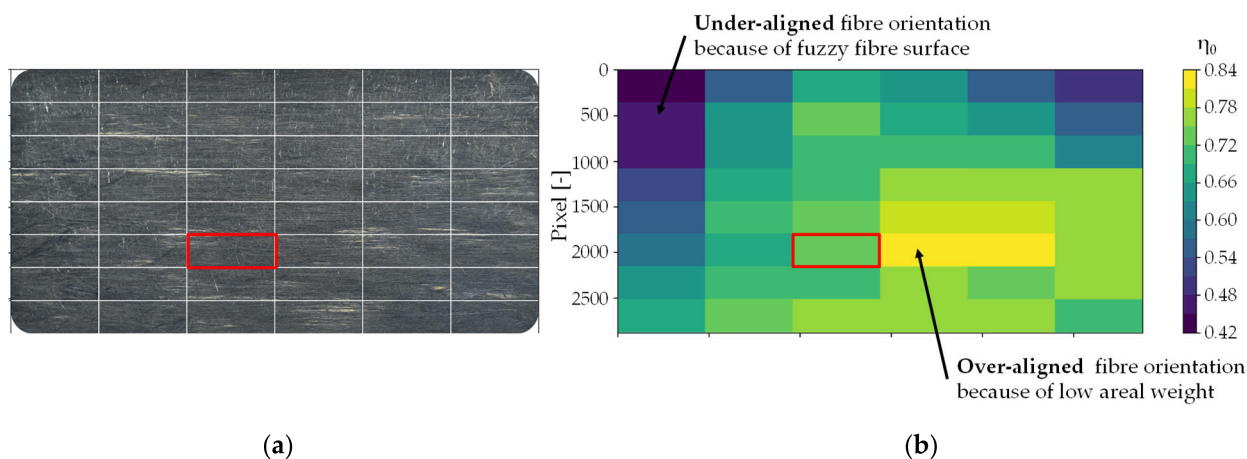 Under-aligned fibre orientation
because of fuzzy fibre surface
η0
0
500
1000
1500
2000
2500
Pixel [-]
0.84
0.78
0.72
0.66
0.60
0.54
0.48
0.42
Over-aligned fibre orientation
because of low areal weight
(a)
(b)